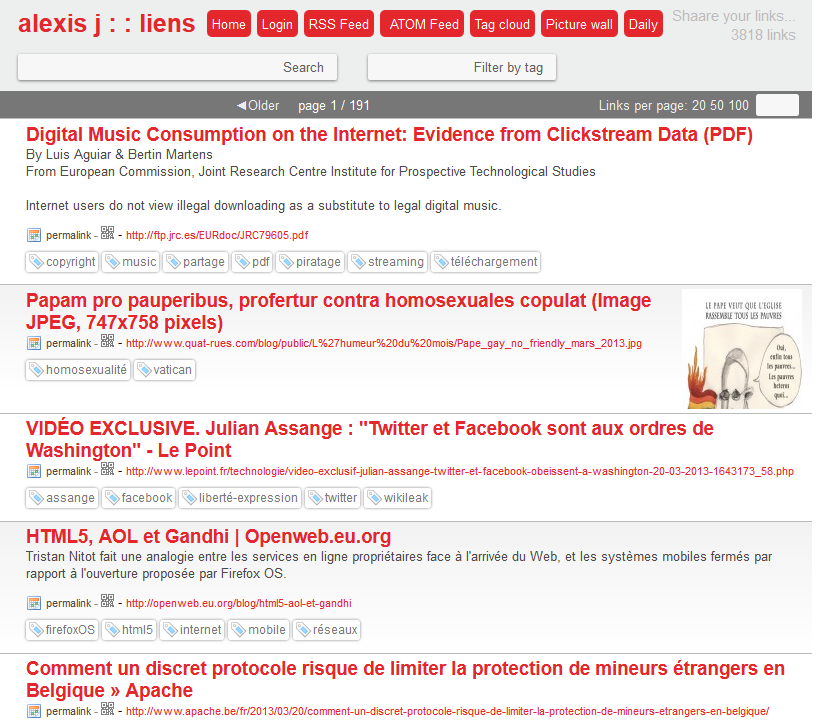 alexis j : : liens
Home Login RSS Feed ATOM Feed Tag cloud Picture wall Daily
Shaare your links...
3818 links
Search Filter by tag
◄Older page 1 / 191 Links per page: 20 50 100
Digital Music Consumption on the Internet: Evidence from Clickstream Data (PDF)
By Luis Aguiar & Bertin Martens
From European Commission, Joint Research Centre Institute for Prospective Technological Studies
Internet users do not view illegal downloading as a substitute to legal digital music.
permalink - - http://ftp.jrc.es/EURdoc/JRC79605.pdf
copyright music partage pdf piratage streaming téléchargement
Papam pro pauperibus, profertur contra homosexuales copulat (Image
JPEG, 747x758 pixels)
permalink - - http://www.quat-rues.com/blog/public/L%27humeur%20du%20mois/Pape_gay_no_friendly_mars_2013.jpg
homosexualité vatican
LE PAPE VEUT QUE L'EGLISE
RASSEMBLE TOUS LES PAUVRES
Oui,
enfin tous
les pauvres...
Les pauvres
heteros
quoi...
VIDÉO EXCLUSIVE. Julian Assange : "Twitter et Facebook sont aux ordres de
Washington" - Le Point
permalink - - http://www.lepoint.fr/technologie/video-exclusif-julian-assange-twitter-et-facebook-obeissent-a-washington-20-03-2013-1643173_58.php
assange facebook liberté-expression twitter wikileak
HTML5, AOL et Gandhi | Openweb.eu.org
Tristan Nitot fait une analogie entre les services en ligne propriétaires face à l'arrivée du Web, et les systèmes mobiles fermés par
rapport à l'ouverture proposée par Firefox OS.
permalink - - http://openweb.eu.org/blog/html5-aol-et-gandhi
firefoxOS html5 internet mobile réseaux
Comment un discret protocole risque de limiter la protection de mineurs étrangers en
Belgique » Apache
permalink - - http://www.apache.be/fr/2013/03/20/comment-un-discret-protocole-risque-de-limiter-la-protection-de-mineurs-etrangers-en-belgique/